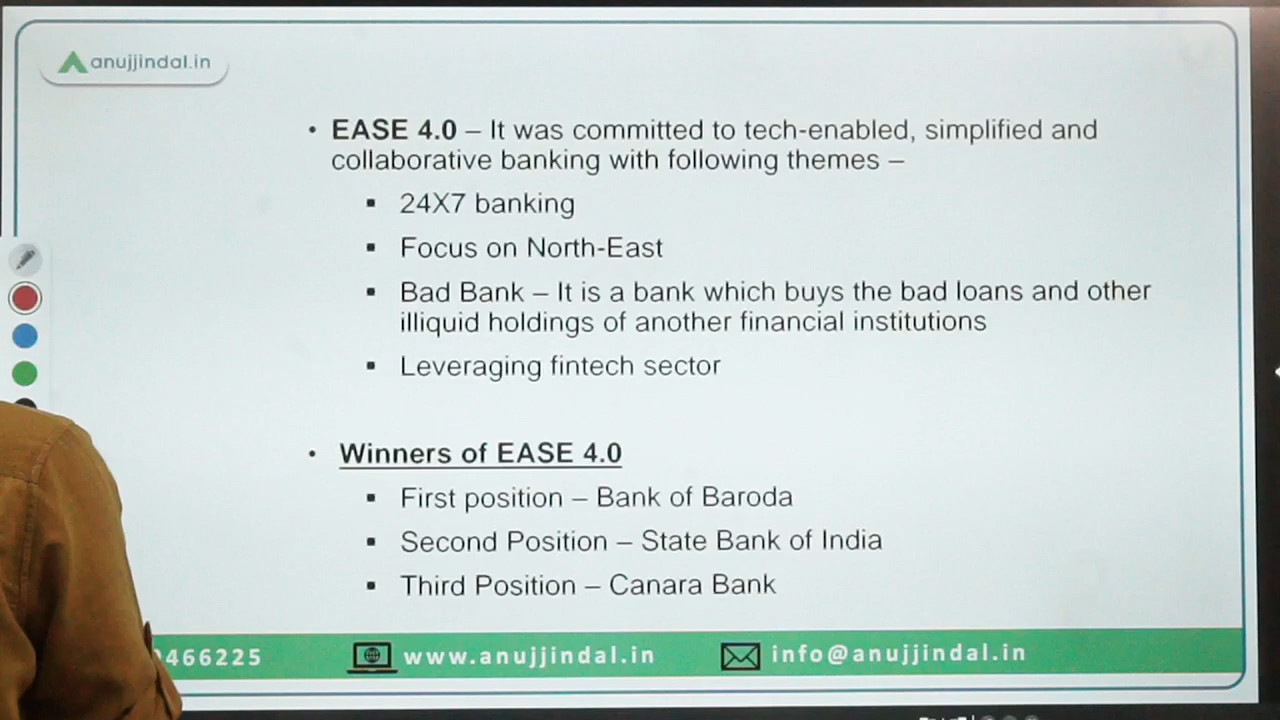 anujjindal.in
• EASE 4.0 – It was committed to tech-enabled, simplified and
collaborative banking with following themes –
▪ 24X7 banking
▪ Focus on North-East
▪ Bad Bank – It is a bank which buys the bad loans and other
illiquid holdings of another financial institutions
▪ Leveraging fintech sector
• Winners of EASE 4.0
▪ First position – Bank of Baroda
▪ Second Position – State Bank of India
▪ Third Position – Canara Bank
466225 www.anujjindal.in info@anujjindal.in